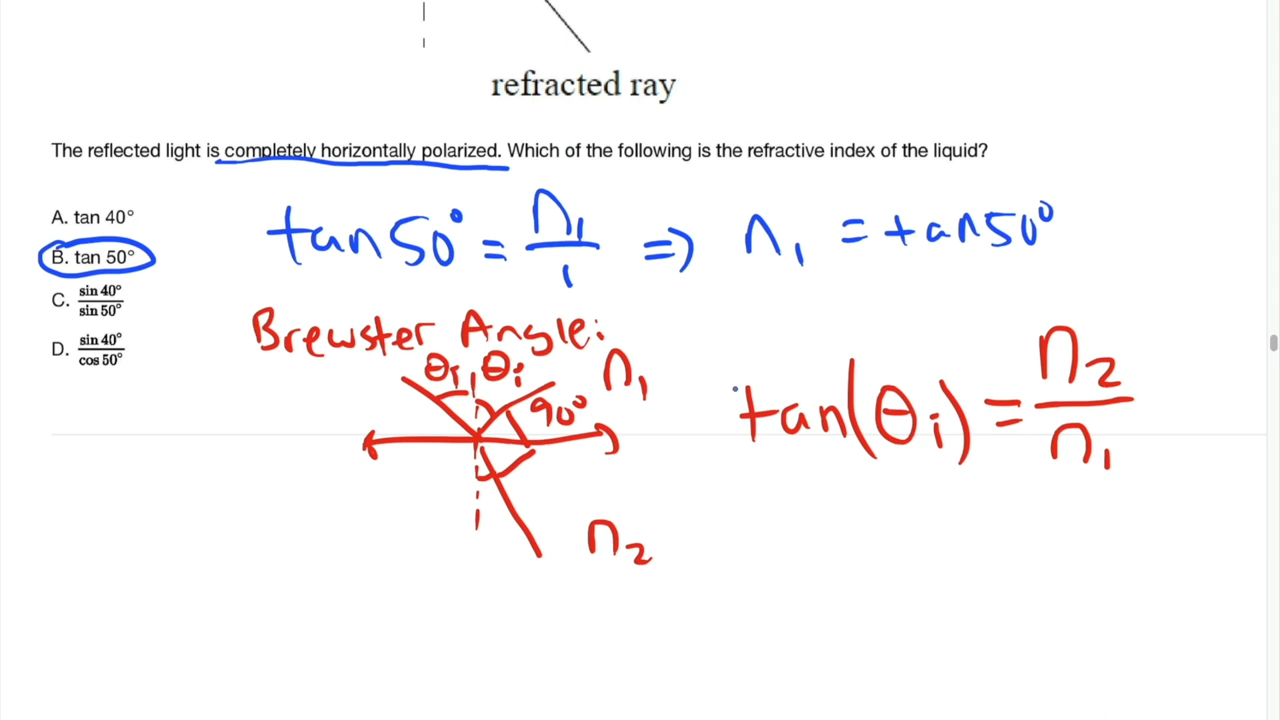 refracted ray
The reflected light is completely horizontally polarized. Which of the following is the refractive index of the liquid?
A. tan 40°
B. tan 50°
C. sin 40° / sin 50°
D. sin 40° / cos 50°
tan 50° = n₁ / 1 ⇒ n₁ = tan 50°
Brewster Angle:
θi θi n₁
90°
tan(θi) = n₂ / n₁
n₂